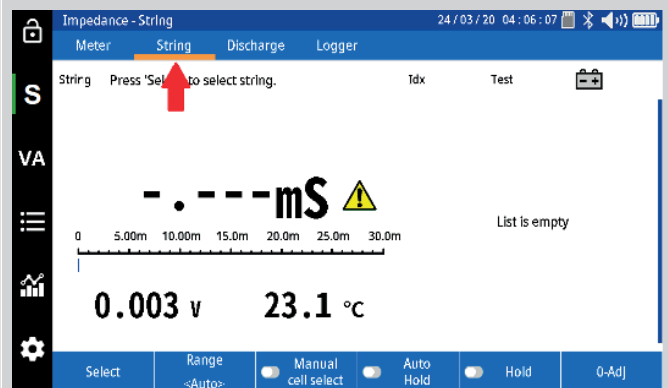 Impedance - String 24/03/20 04:06:07
Meter String Discharge Logger
String Press 'Sel to select string. Idx Test
S
VA
-.---mS
List is empty
0 5.00m 10.00m 15.0m 20.0m 25.0m 30.0m
0.003 V 23.1 °C
Select Range Manual Auto Hold 0-Adj
<Auto> cell select Hold